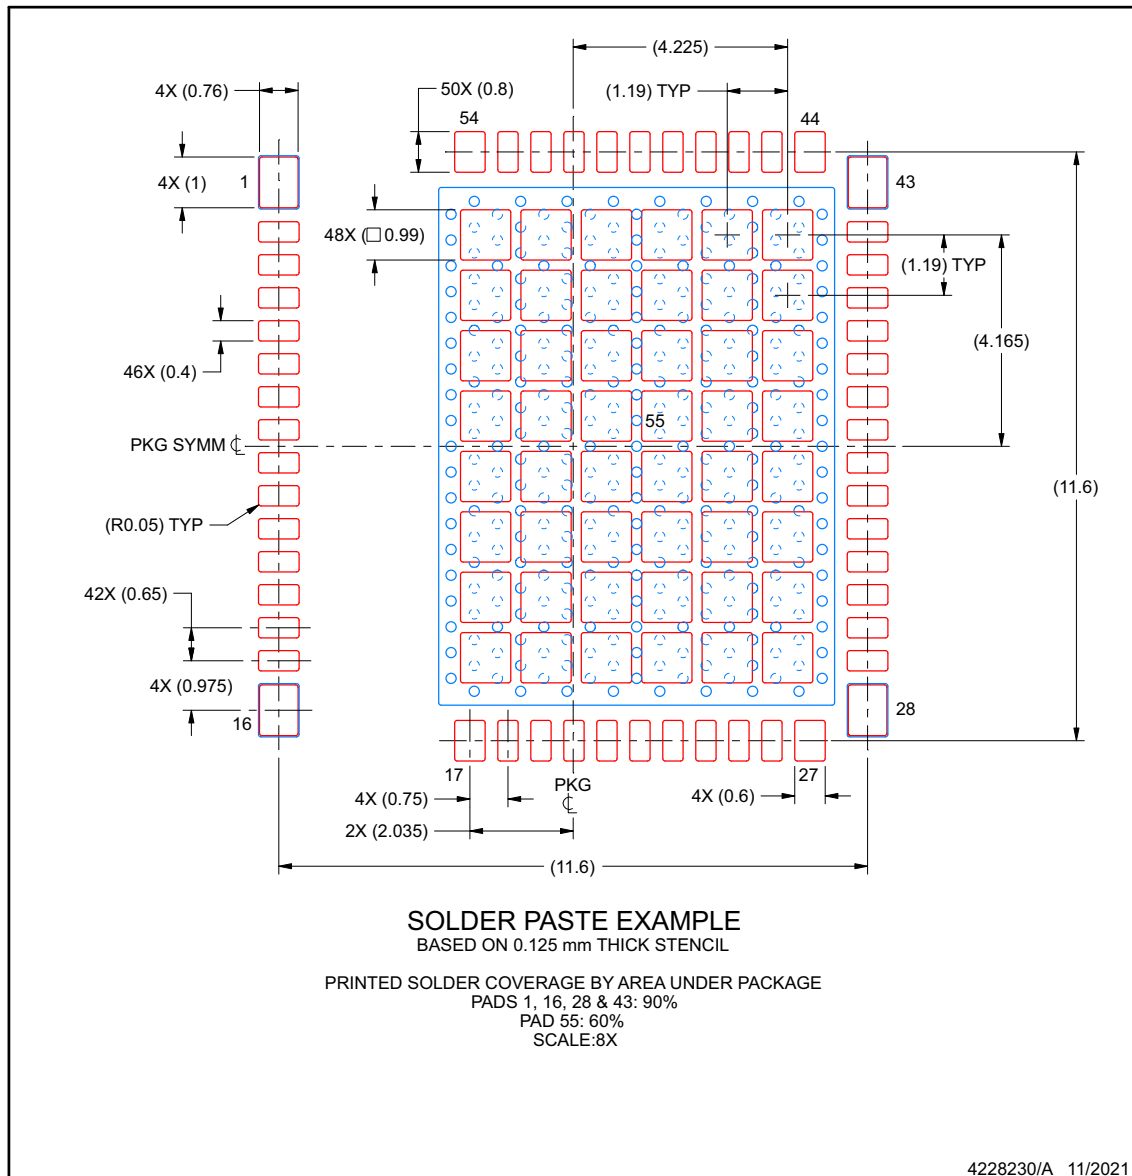 (4.225)
4X (0.76)
50X (0.8)
(1.19) TYP
54
44
4X (1)
1
43
48X (□ 0.99)
(1.19) TYP
(4.165)
46X (0.4)
55
PKG SYMM ℄
(11.6)
(R0.05) TYP
42X (0.65)
4X (0.975)
16
28
17
PKG
℄
27
4X (0.75)
4X (0.6)
2X (2.035)
(11.6)
SOLDER PASTE EXAMPLE
BASED ON 0.125 mm THICK STENCIL
PRINTED SOLDER COVERAGE BY AREA UNDER PACKAGE
PADS 1, 16, 28 & 43: 90%
PAD 55: 60%
SCALE:8X
4228230/A 11/2021